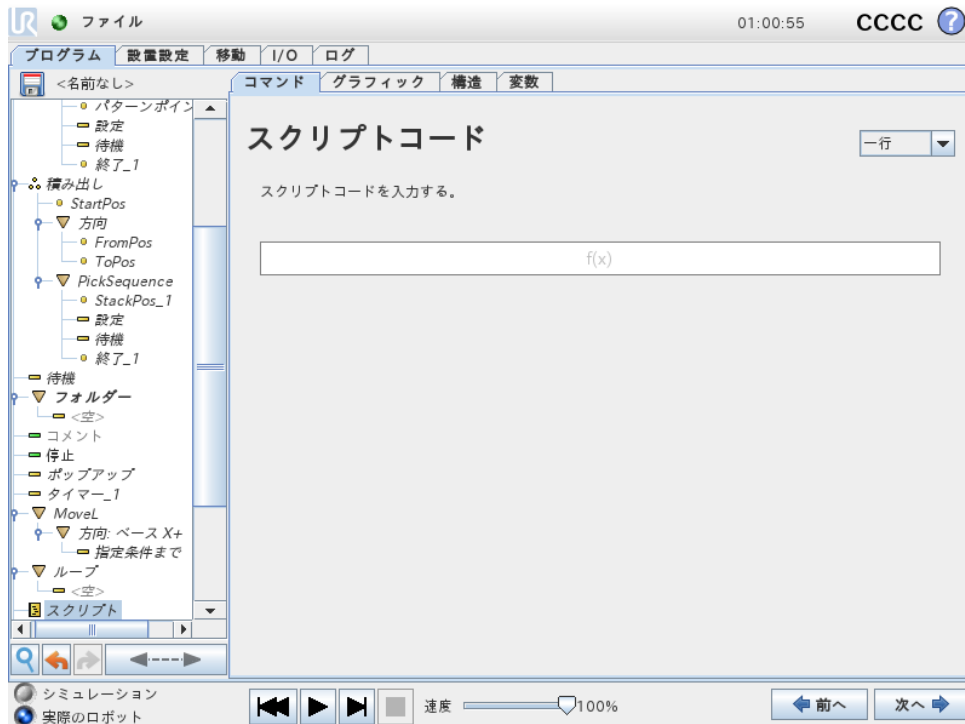 UR
ファイル
01:00:55
CCCC
?
プログラム
設置設定
移動
I/O
ログ
<名前なし>
コマンド
グラフィック
構造
変数
パターンポイン
設定
待機
終了_1
積み出し
StartPos
方向
FromPos
ToPos
PickSequence
StackPos_1
設定
待機
終了_1
待機
フォルダー
<空>
コメント
停止
ポップアップ
タイマー_1
MoveL
方向: ベース X+
指定条件まで
ループ
<空>
スクリプト
スクリプトコード
一行
スクリプトコードを入力する。
f(x)
シミュレーション
実際のロボット
速度
100%
前へ
次へ